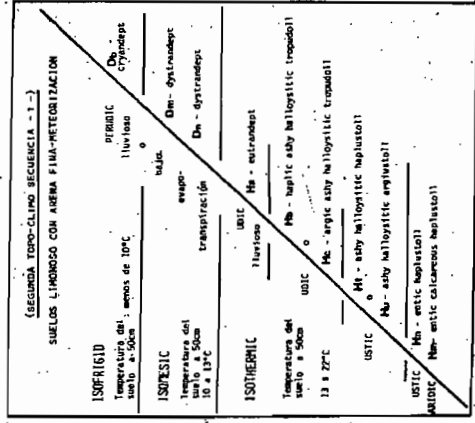 (SEGUNDA TOPO-CLIMO SECUENCIA -1-)
SUELOS LIMOROSO CON ARENA FINA-METEORIZACION
ISOFRIGID
Temperatura del
suelo a 50cm : menos de 10°C
PERUDIC
lluvioso
Db -
cryandept
ISOMESIC
Temperatura del
suelo a 50cm
10 a 13°C
bajo
evapo-
transpiración
Dm - dystrandept
Dn - dystrandept
ISOTHERMIC
lluvioso
UDIC
Ha - eutrandept
Temperatura del
suelo a 50cm
13 a 22°C
UDIC
Hb - haplic ashy halloysitic tropudoll
Hc - argic ashy halloysitic tropudoll
USTIC
Ht - ashy halloysitic haplustoll
Hu - ashy halloysitic argiustoll
USTIC
ARIDIC
Hn - entic haplustoll
Hm - entic calcareous haplustoll